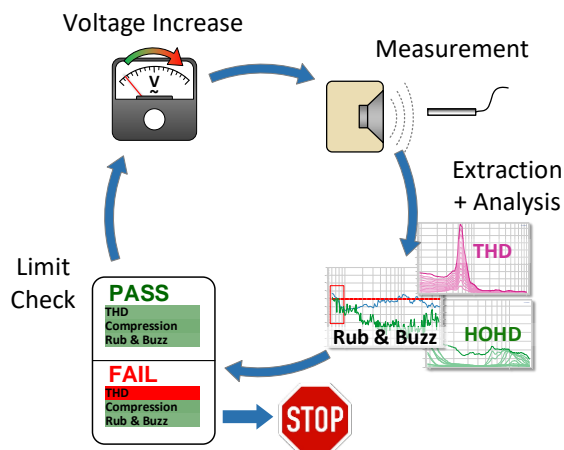 Voltage Increase
V
~
Measurement
Extraction
+ Analysis
THD
HOHD
Rub & Buzz
Limit
Check
PASS
THD
Compression
Rub & Buzz
FAIL
THD
Compression
Rub & Buzz
STOP